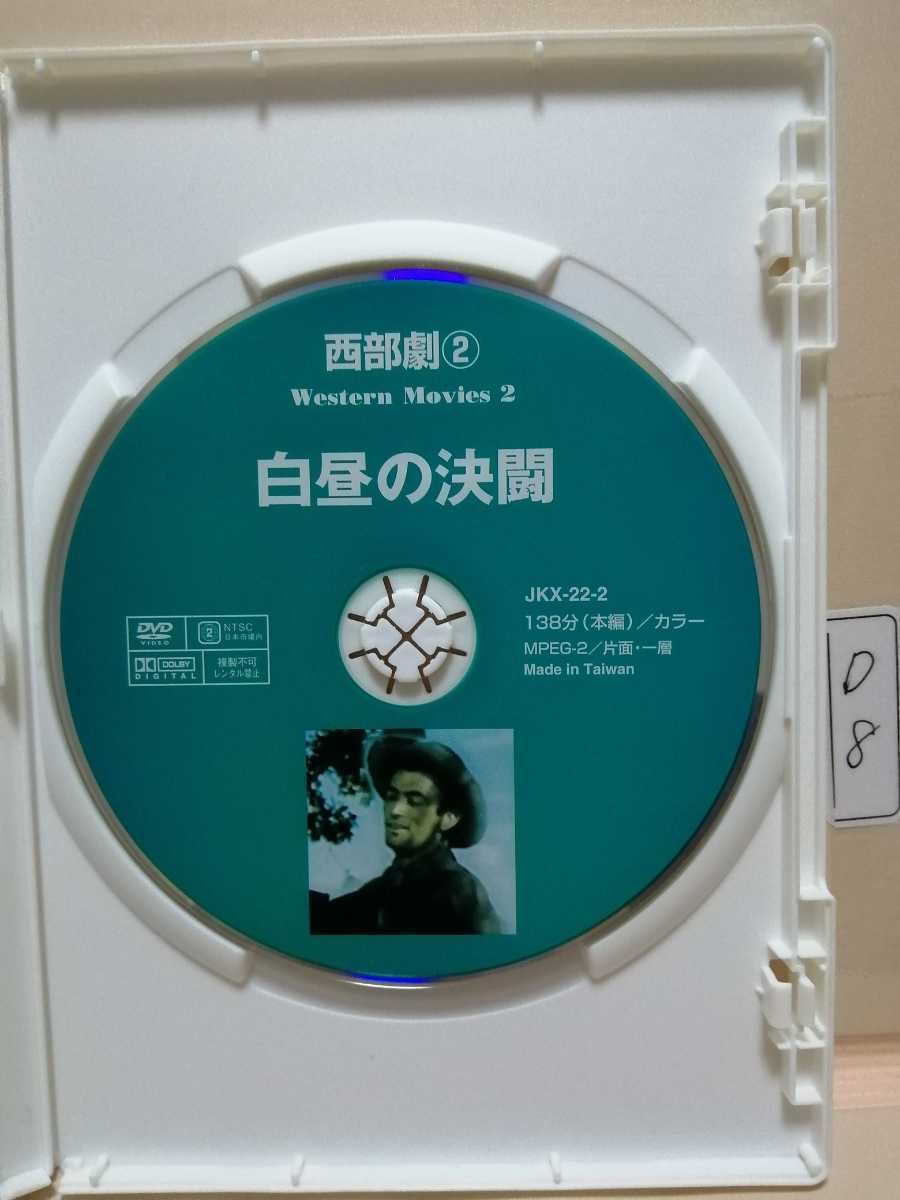 西部劇②
Western Movies 2
白昼の決闘
JKX-22-2
138分（本編）／カラー
MPEG-2／片面・一層
Made in Taiwan
DVD
VIDEO
2
NTSC
日本市場内
DOLBY
DIGITAL
複製不可
レンタル禁止
D
8